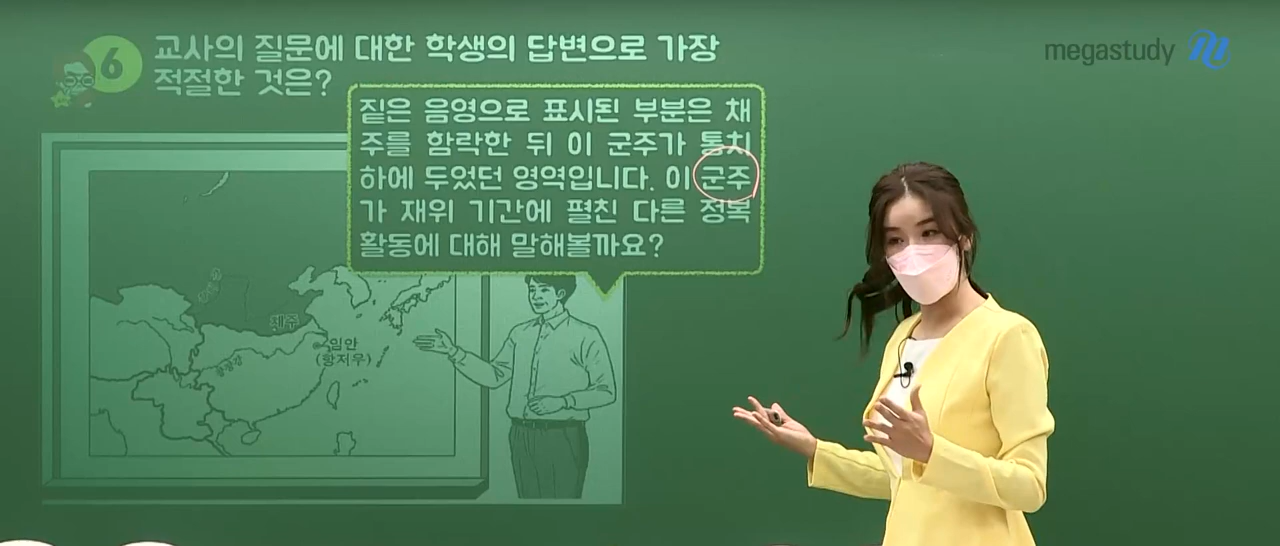 6
교사의 질문에 대한 학생의 답변으로 가장
적절한 것은?
megastudy
짙은 음영으로 표시된 부분은 채
주를 함락한 뒤 이 군주가 통치
하에 두었던 영역입니다. 이 군주
가 재위 기간에 펼친 다른 정복
활동에 대해 말해볼까요?
채주
임안
(항저우)